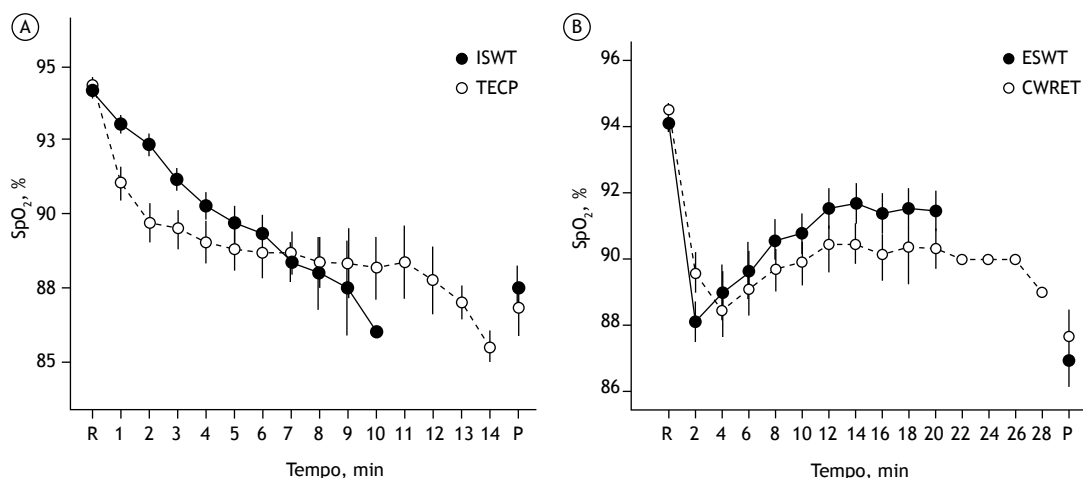 A
ISWT
TECP
95
93
90
88
85
SpO₂, %
R 1 2 3 4 5 6 7 8 9 10 11 12 13 14 P
Tempo, min
B
ESWT
CWRET
96
94
92
90
88
86
SpO₂, %
R 2 4 6 8 10 12 14 16 18 20 22 24 26 28 P
Tempo, min